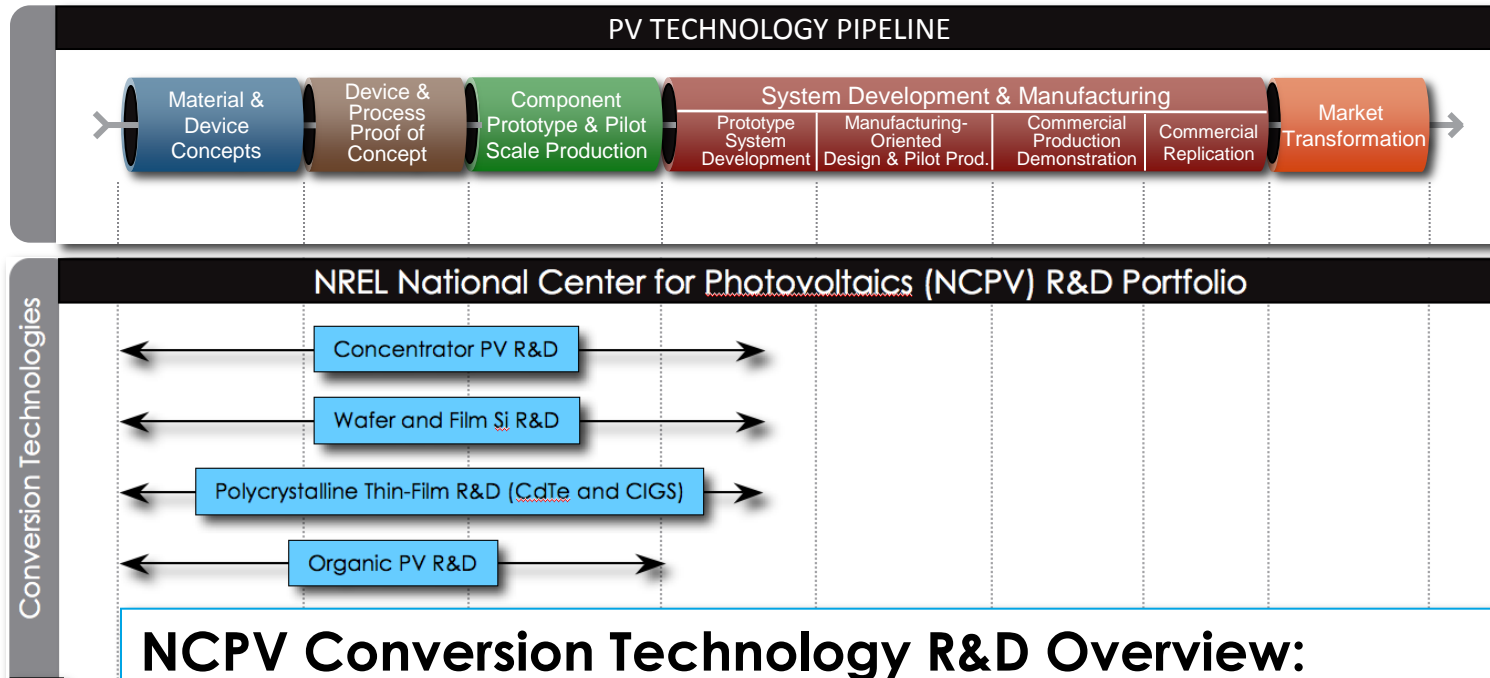 PV TECHNOLOGY PIPELINE
Material &
Device
Concepts
Device &
Process
Proof of
Concept
Component
Prototype & Pilot
Scale Production
System Development & Manufacturing
Prototype
System
Development
Manufacturing-
Oriented
Design & Pilot Prod.
Commercial
Production
Demonstration
Commercial
Replication
Market
Transformation
NREL National Center for Photovoltaics (NCPV) R&D Portfolio
Conversion Technologies
Concentrator PV R&D
Wafer and Film Si R&D
Polycrystalline Thin-Film R&D (CdTe and CIGS)
Organic PV R&D
NCPV Conversion Technology R&D Overview: